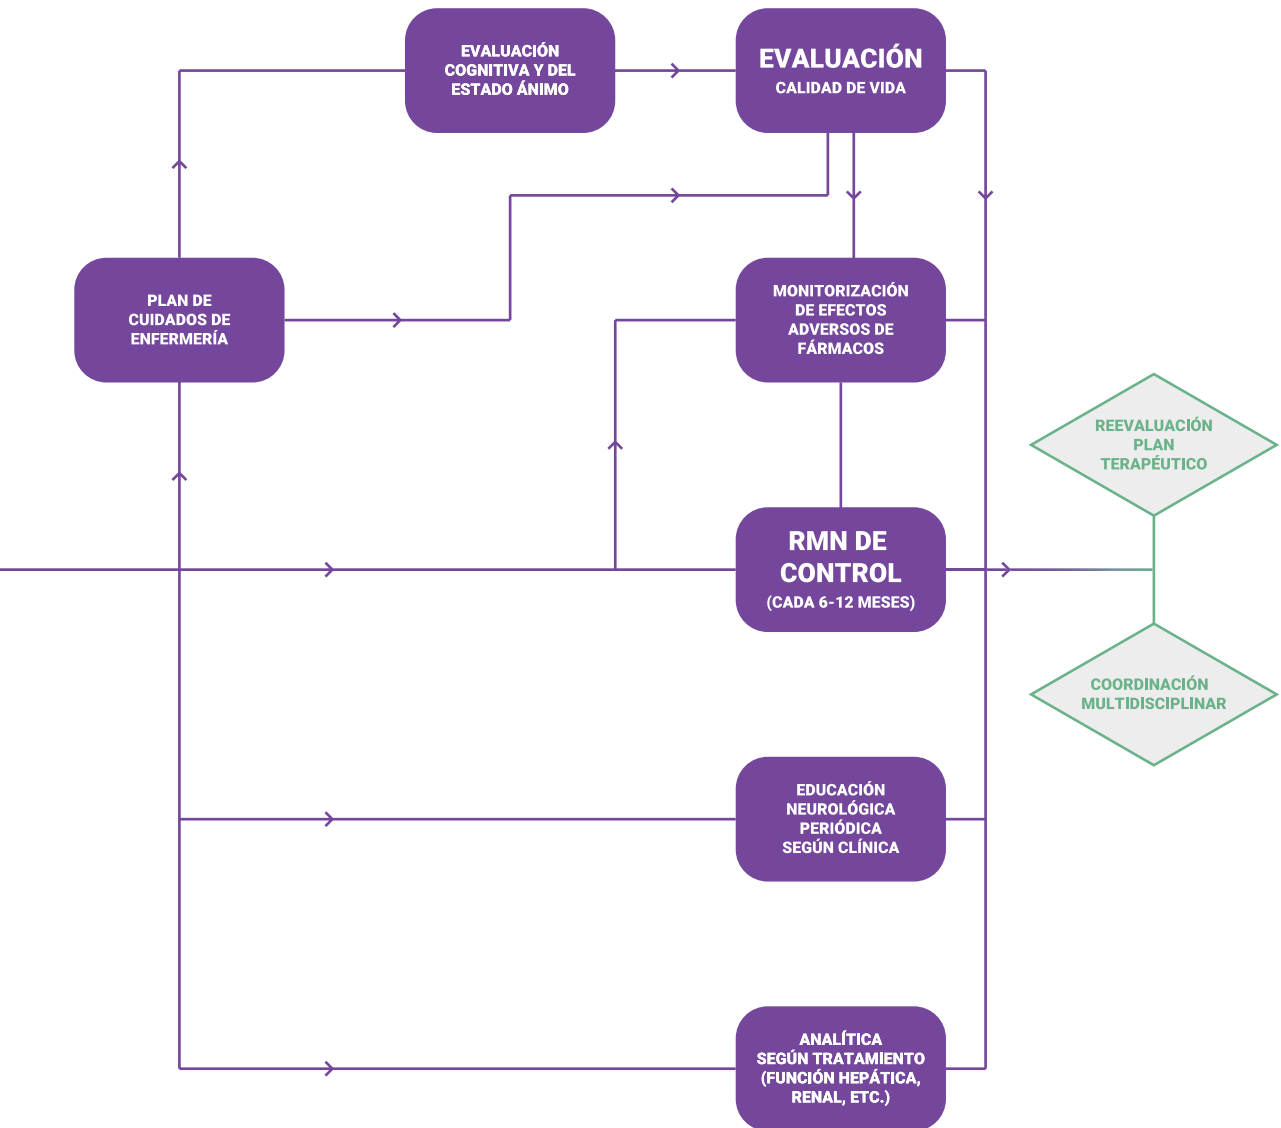 EVALUACIÓN
COGNITIVA Y DEL
ESTADO ÁNIMO
EVALUACIÓN
CALIDAD DE VIDA
PLAN DE
CUIDADOS DE
ENFERMERÍA
MONITORIZACIÓN
DE EFECTOS
ADVERSOS DE
FÁRMACOS
REEVALUACIÓN
PLAN
TERAPÉUTICO
RMN DE
CONTROL
(CADA 6-12 MESES)
COORDINACIÓN
MULTIDISCIPLINAR
EDUCACIÓN
NEUROLÓGICA
PERIÓDICA
SEGÚN CLÍNICA
ANALÍTICA
SEGÚN TRATAMIENTO
(FUNCIÓN HEPÁTICA,
RENAL, ETC.)